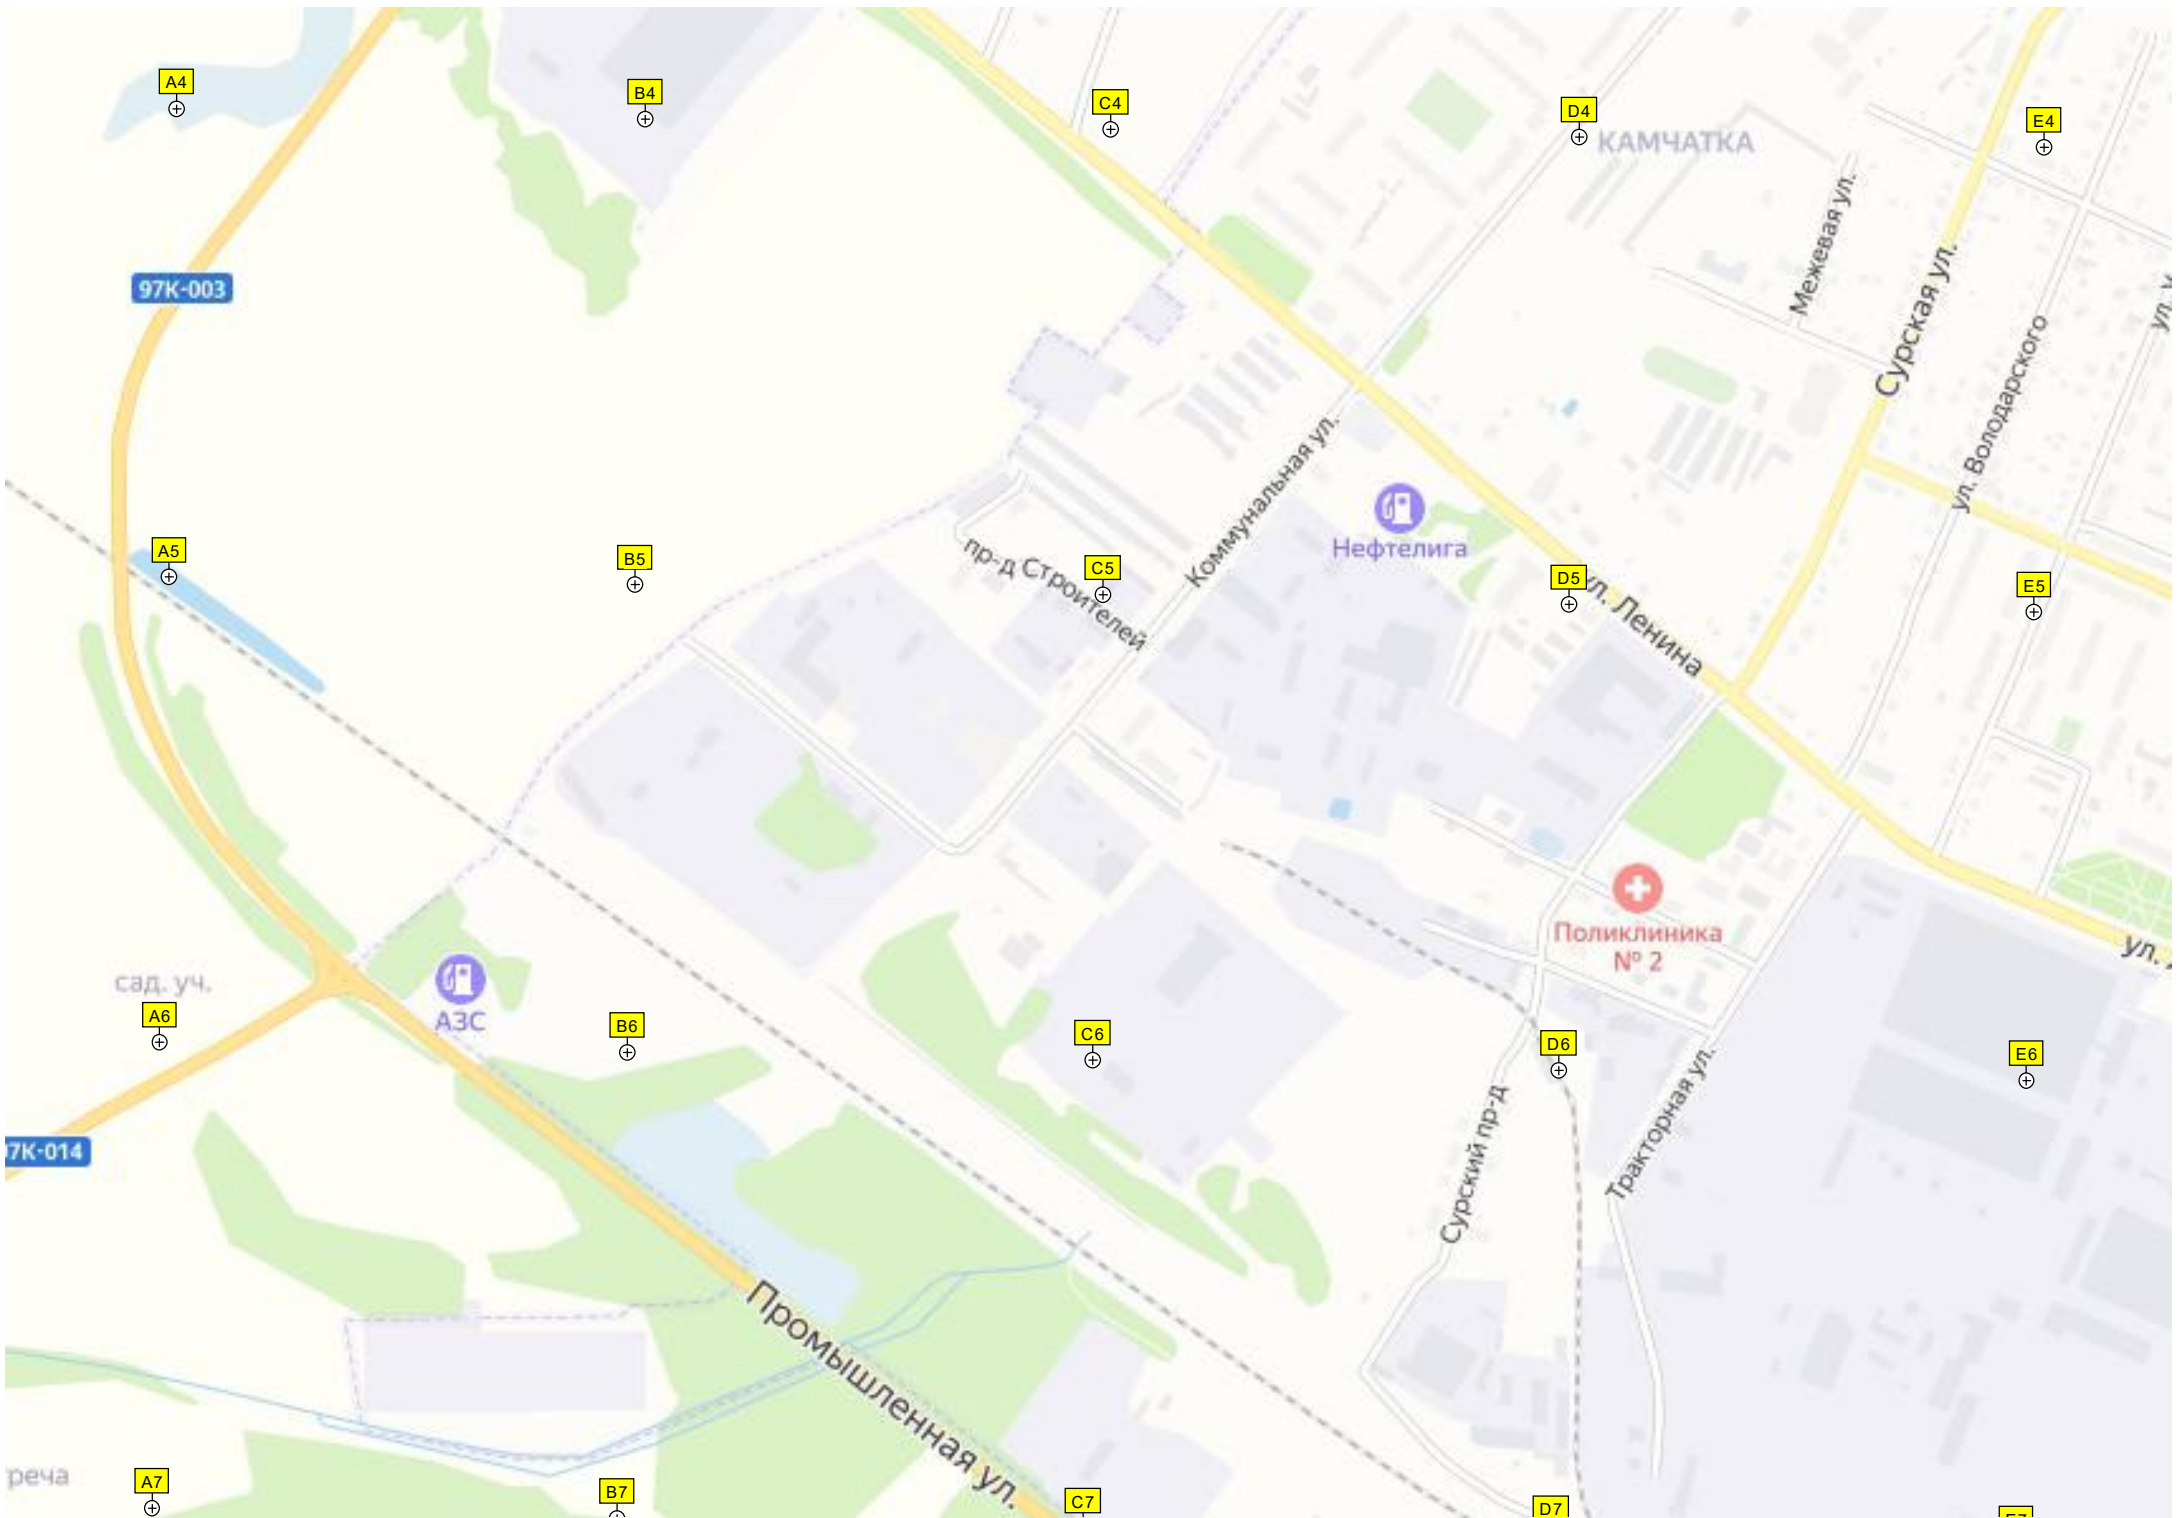 A4
B4
C4
D4
E4
КАМЧАТКА
Межевая ул.
Сурская ул.
97К-003
ул. Володарского
Коммунальная ул.
Нефтелига
A5
B5
C5
D5
E5
пр-д Строителей
ул. Ленина
Поликлиника
№ 2
сад. уч.
АЗС
ул.
A6
B6
C6
D6
E6
Тракторная ул.
Сурский пр-д
7К-014
Промышленная ул.
A7
B7
C7
D7